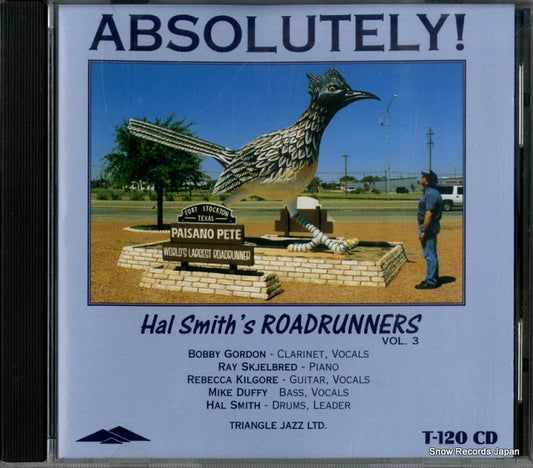 ABSOLUTELY!
FORT STOCKTON
TEXAS
PAISANO PETE
WORLD'S LARGEST ROADRUNNER
Hal Smith's ROADRUNNERS
VOL. 3
BOBBY GORDON - CLARINET, VOCALS
RAY SKJELBRED - PIANO
REBECCA KILGORE - GUITAR, VOCALS
MIKE DUFFY BASS, VOCALS
HAL SMITH - DRUMS, LEADER
TRIANGLE JAZZ LTD.
T-120 CD
Snow Records Japan